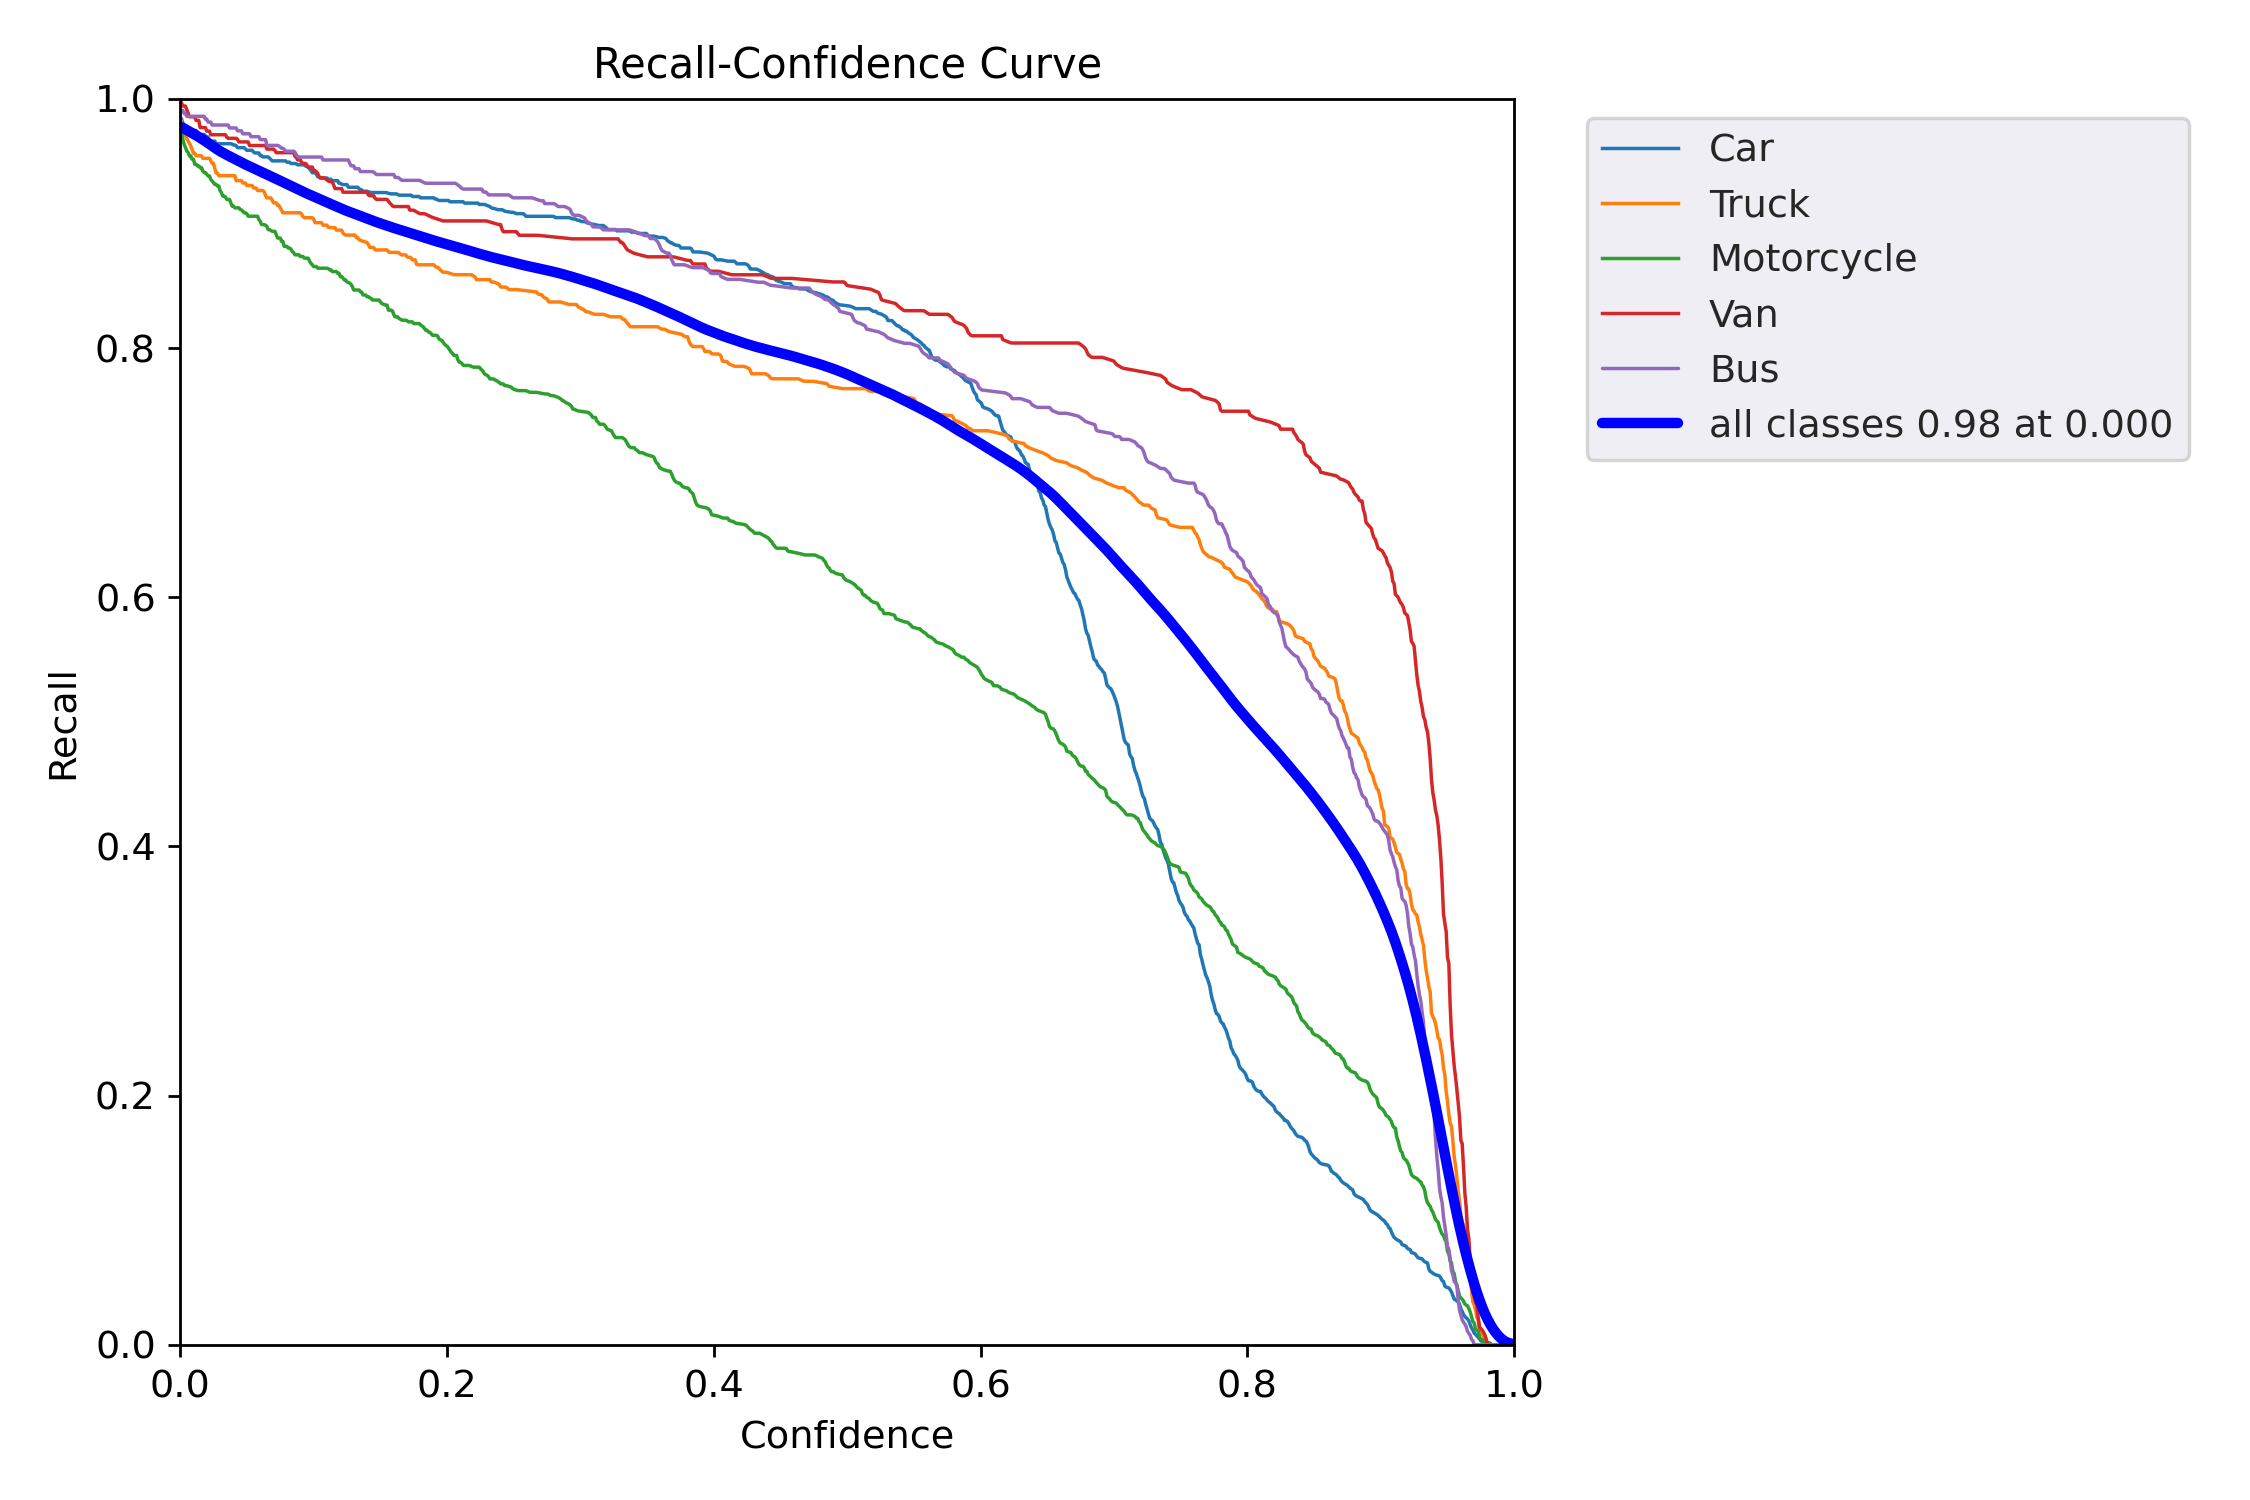 Recall-Confidence Curve
1.0
0.8
0.6
0.4
0.2
0.0
Recall
0.0 0.2 0.4 0.6 0.8 1.0
Confidence
Car
Truck
Motorcycle
Van
Bus
all classes 0.98 at 0.000